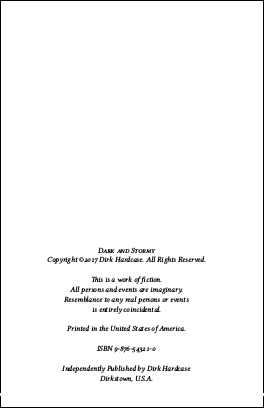 Dark and Stormy
Copyright ©2017 Dirk Hardcase. All Rights Reserved.
This is a work of fiction.
All persons and events are imaginary.
Resemblance to any real persons or events
is entirely coincidental.
Printed in the United States of America.
ISBN 9-876-54321-0
Independently Published by Dirk Hardcase
Dirkstown, U.S.A.